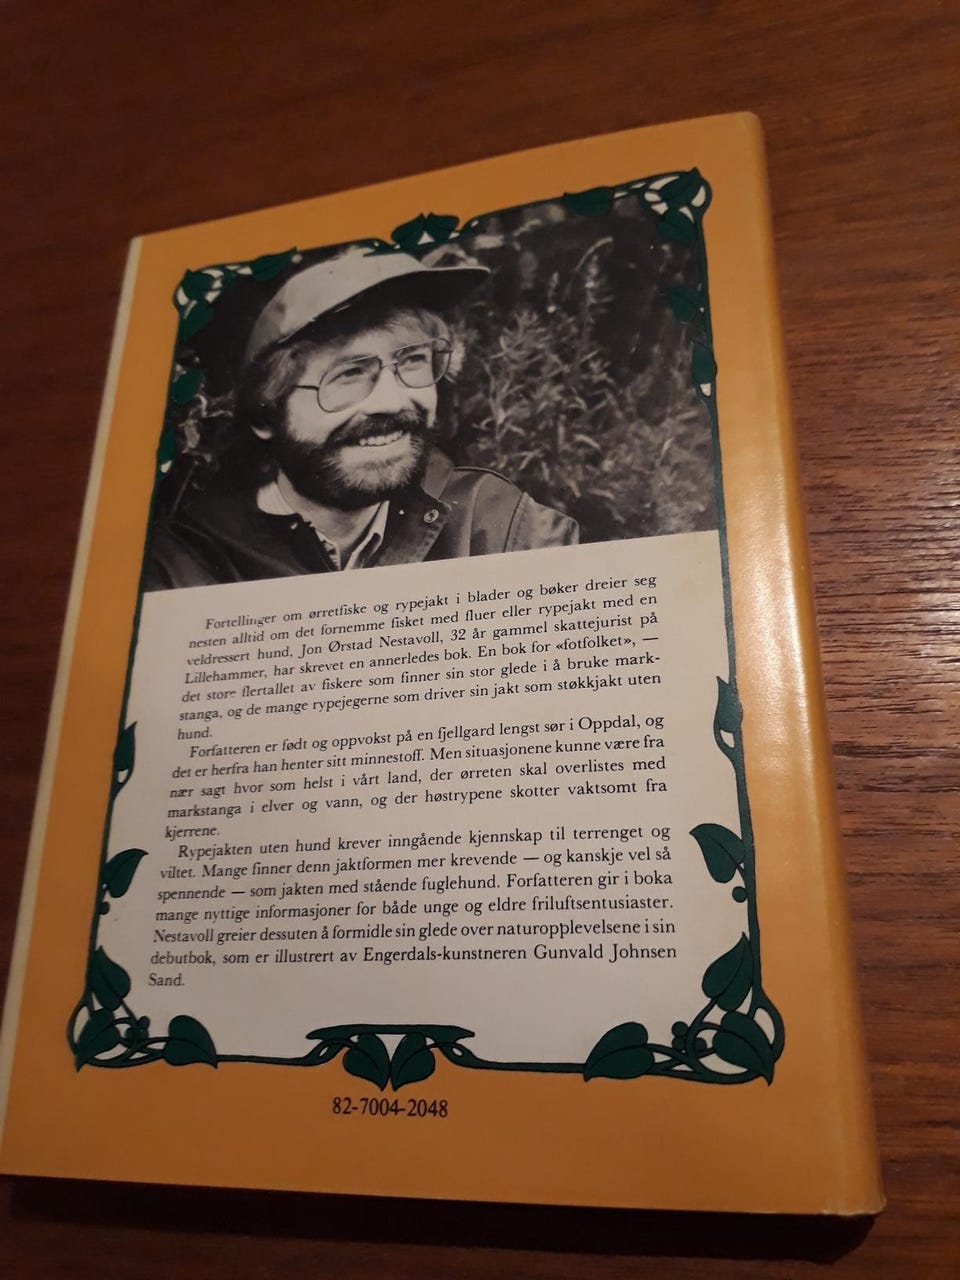 Fortellinger om ørretfiske og rypejakt i blader og bøker dreier seg
nesten alltid om det fornemme fisket med fluer eller rypejakt med en
veldressert hund, Jon Ørstad Nestavoll, 32 år gammel skattejurist på
Lillehammer, har skrevet en annerledes bok. En bok for «fotfolket», —
det store flertallet av fiskere som finner sin stor glede i å bruke mark-
stanga, og de mange rypejegerne som driver sin jakt som støkkjakt uten
hund.
Forfatteren er født og oppvokst på en fjellgard lengst sør i Oppdal, og
det er herfra han henter sitt minnestoff. Men situasjonene kunne være fra
nær sagt hvor som helst i vårt land, der ørreten skal overlistes med
markstanga i elver og vann, og der høstrypene skotter vaktsomt fra
kjerrene.
Rypejakten uten hund krever inngående kjennskap til terrenget og
viltet. Mange finner denn jaktformen mer krevende — og kanskje vel så
spennende — som jakten med stående fuglehund. Forfatteren gir i boka
mange nyttige informasjoner for både unge og eldre friluftsentusiaster.
Nestavoll greier dessuten å formidle sin glede over naturopplevelsene i sin
debutbok, som er illustrert av Engerdals-kunstneren Gunvald Johnsen
Sand.
82-7004-2048